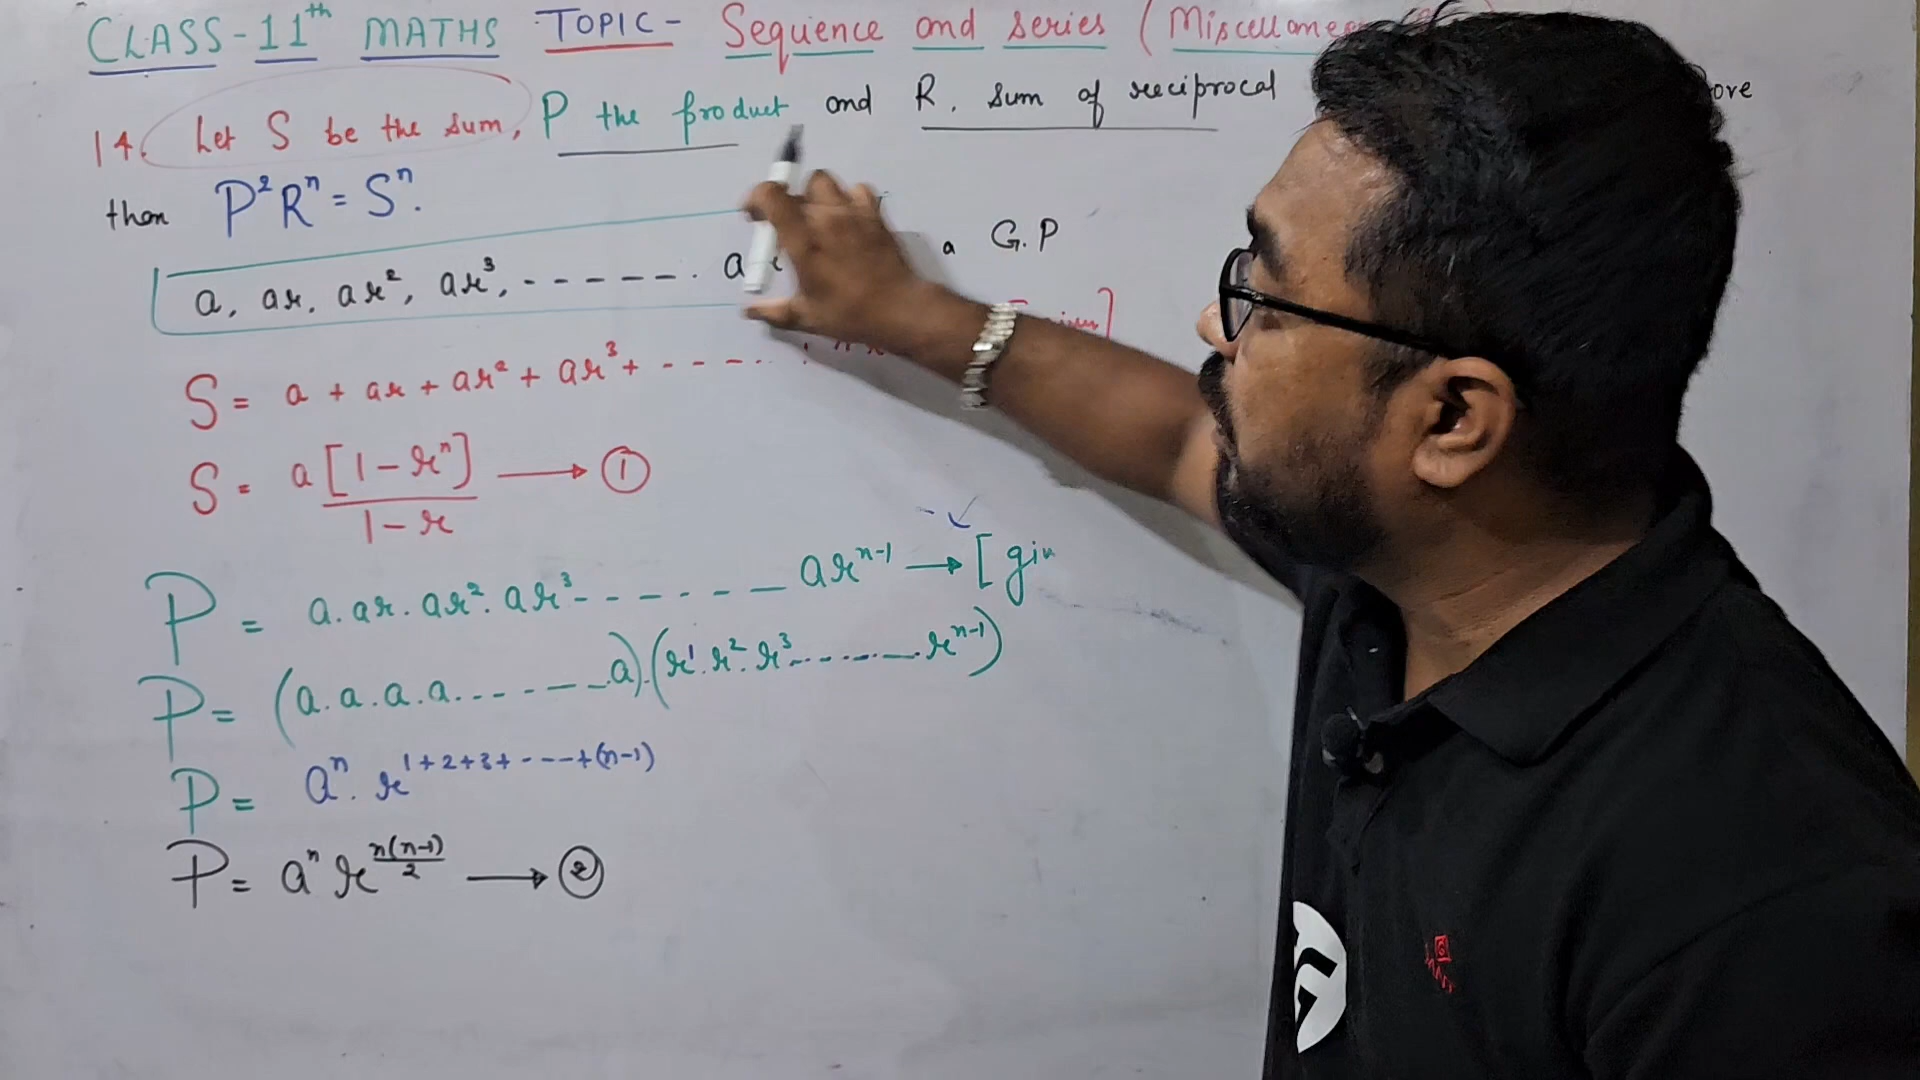 CLASS-11th MATHS TOPIC- Sequence and series (Miscellaneo
14. Let S be the sum, P the product and R, sum of reciprocal
then P²Rⁿ = Sⁿ.
a, ar, ar², ar³, ------. a a G.P
S = a + ar + ar² + ar³ + -----
S = a[1-rⁿ]/1-r → ①
P = a.ar.ar².ar³------ arⁿ⁻¹ → [giv
P = (a.a.a.a.------a).(r¹.r².r³.------rⁿ⁻¹)
P = aⁿ. r^1+2+3+----+(n-1)
P = aⁿ r^n(n-1)/2 → ②